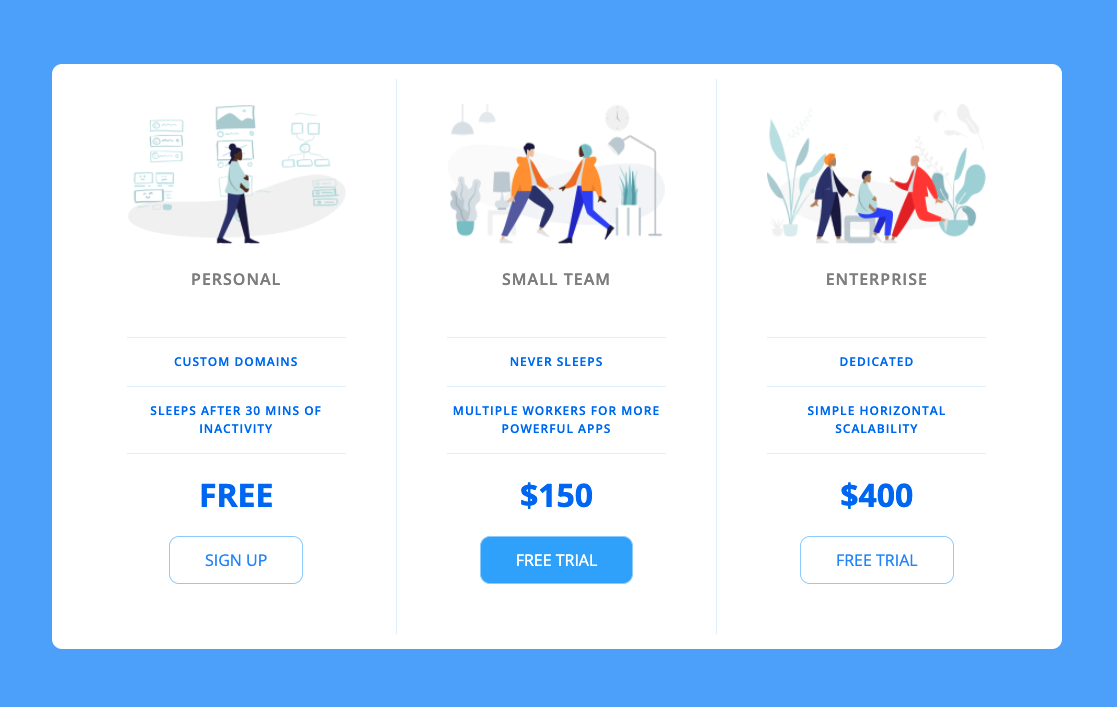 PERSONAL
CUSTOM DOMAINS
SLEEPS AFTER 30 MINS OF
INACTIVITY
FREE
SIGN UP
SMALL TEAM
NEVER SLEEPS
MULTIPLE WORKERS FOR MORE
POWERFUL APPS
$150
FREE TRIAL
ENTERPRISE
DEDICATED
SIMPLE HORIZONTAL
SCALABILITY
$400
FREE TRIAL